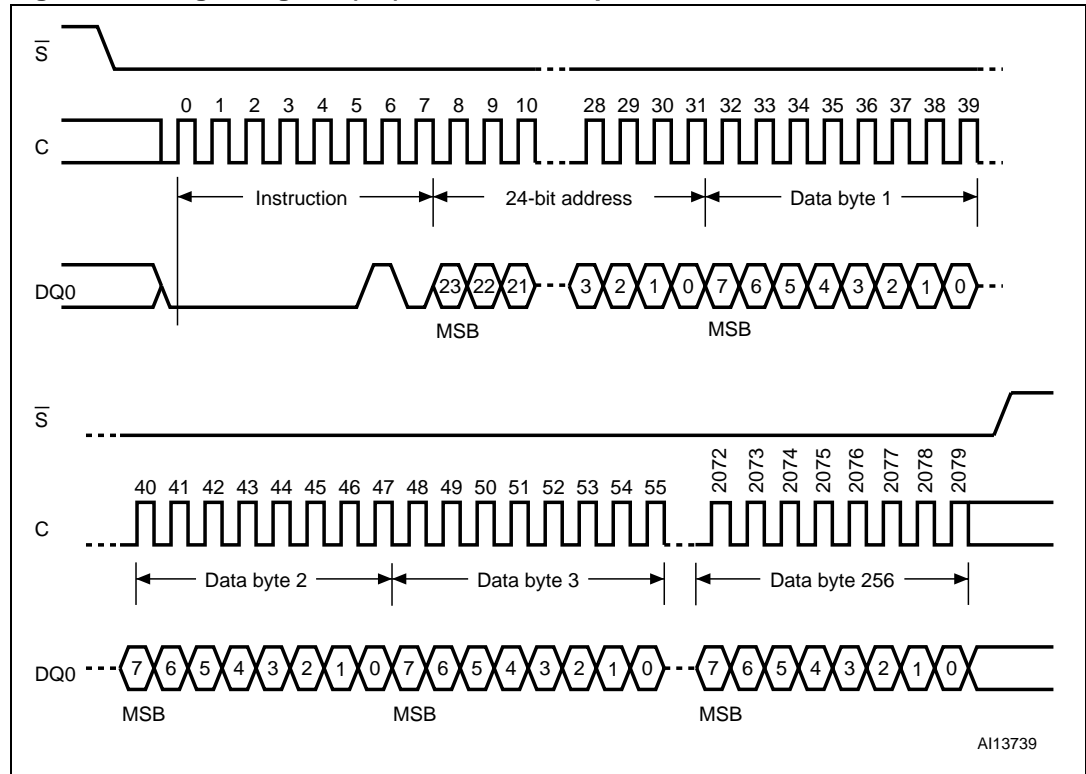 S
0 1 2 3 4 5 6 7 8 9 10 28 29 30 31 32 33 34 35 36 37 38 39
C
Instruction 24-bit address Data byte 1
DQ0 23 22 21 3 2 1 0 7 6 5 4 3 2 1 0
MSB MSB
S
40 41 42 43 44 45 46 47 48 49 50 51 52 53 54 55 2072 2073 2074 2075 2076 2077 2078 2079
C
Data byte 2 Data byte 3 Data byte 256
DQ0 7 6 5 4 3 2 1 0 7 6 5 4 3 2 1 0 7 6 5 4 3 2 1 0
MSB MSB MSB
AI13739